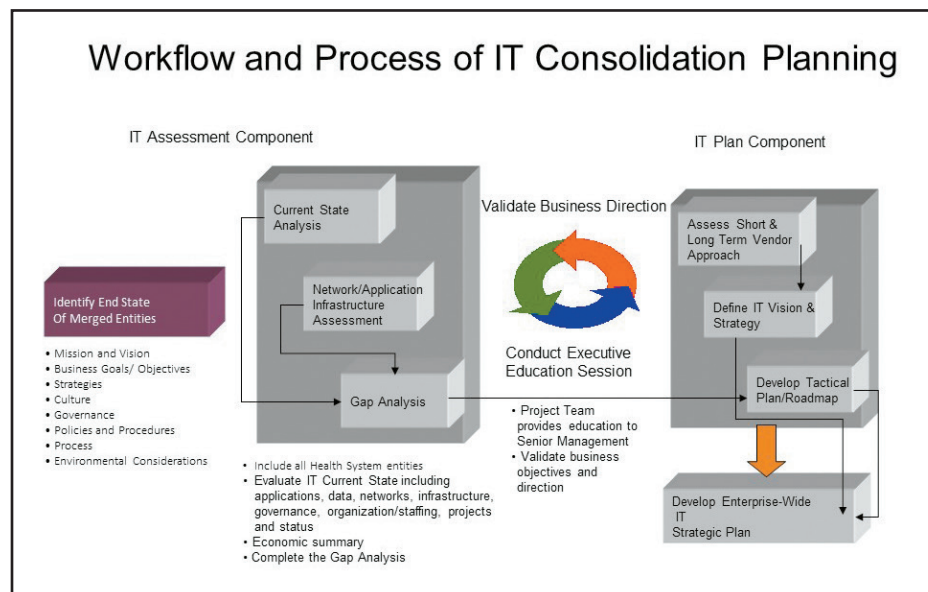 Workflow and Process of IT Consolidation Planning
IT Assessment Component
IT Plan Component
Current State
Analysis
Network/Application
Infrastructure
Assessment
Gap Analysis
Identify End State
Of Merged Entities
• Mission and Vision
• Business Goals/ Objectives
• Strategies
• Culture
• Governance
• Policies and Procedures
• Process
• Environmental Considerations
• Include all Health System entities
• Evaluate IT Current State including
applications, data, networks, infrastructure,
governance, organization/staffing, projects
and status
• Economic summary
• Complete the Gap Analysis
Validate Business Direction
Conduct Executive
Education Session
• Project Team
provides education to
Senior Management
• Validate business
objectives and
direction
Assess Short &
Long Term Vendor
Approach
Define IT Vision &
Strategy
Develop Tactical
Plan/Roadmap
Develop Enterprise-Wide
IT
Strategic Plan